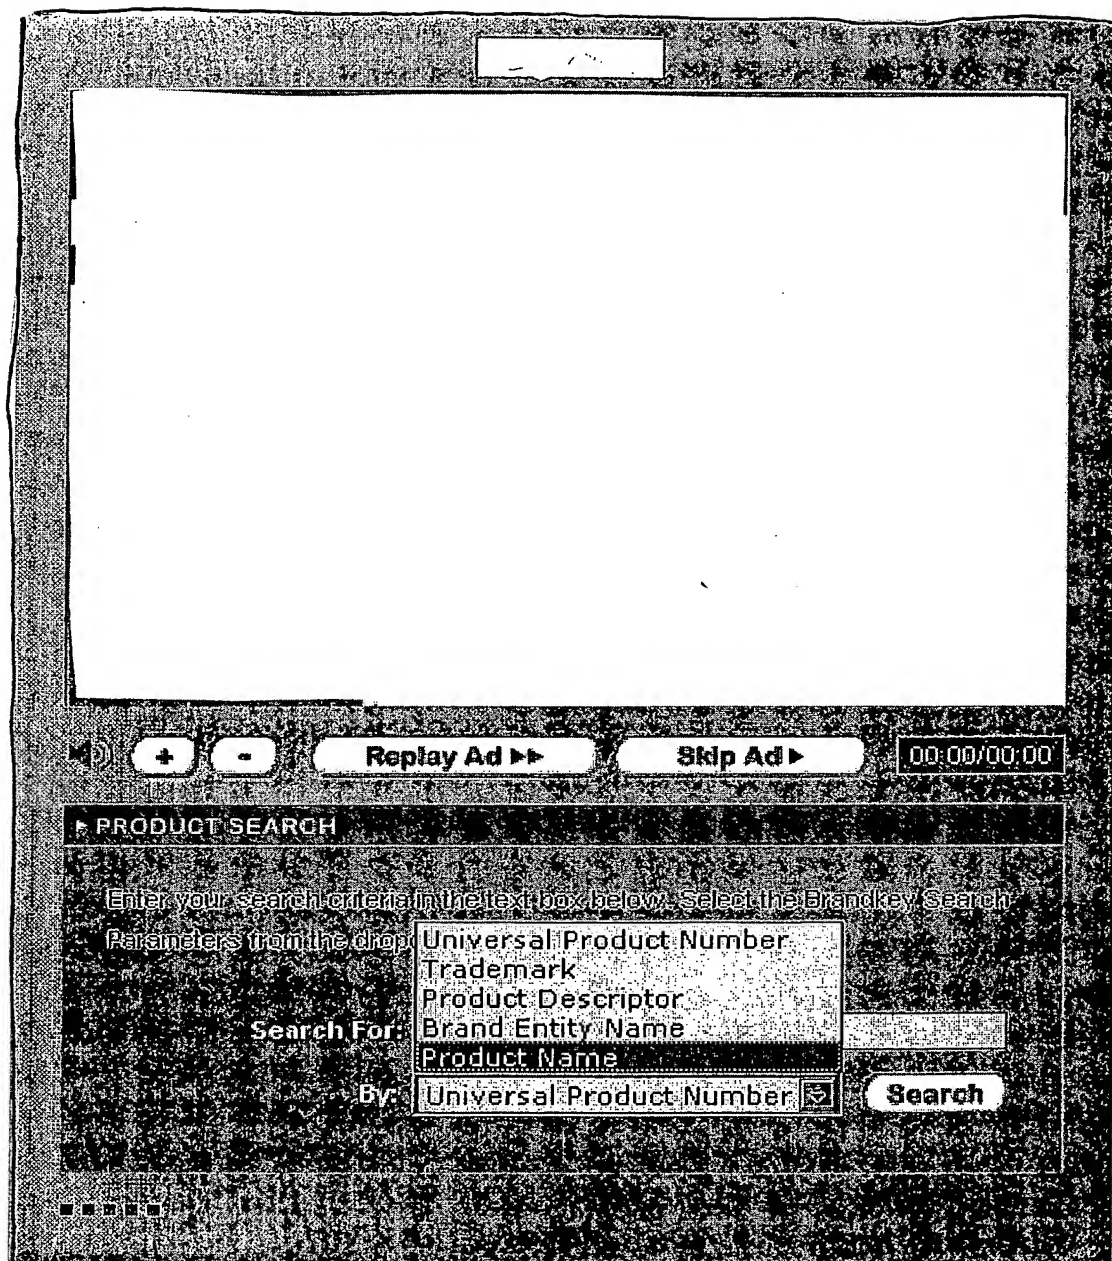 + - Replay Ad ▶▶ Skip Ad ▶ 00:00/00:00
▶ PRODUCT SEARCH
Enter your search criteria in the text box below. Select the Brandkey Search
Parameters from the drop
Universal Product Number
Trademark
Product Descriptor
Search For: Brand Entity Name
Product Name
By: Universal Product Number Search